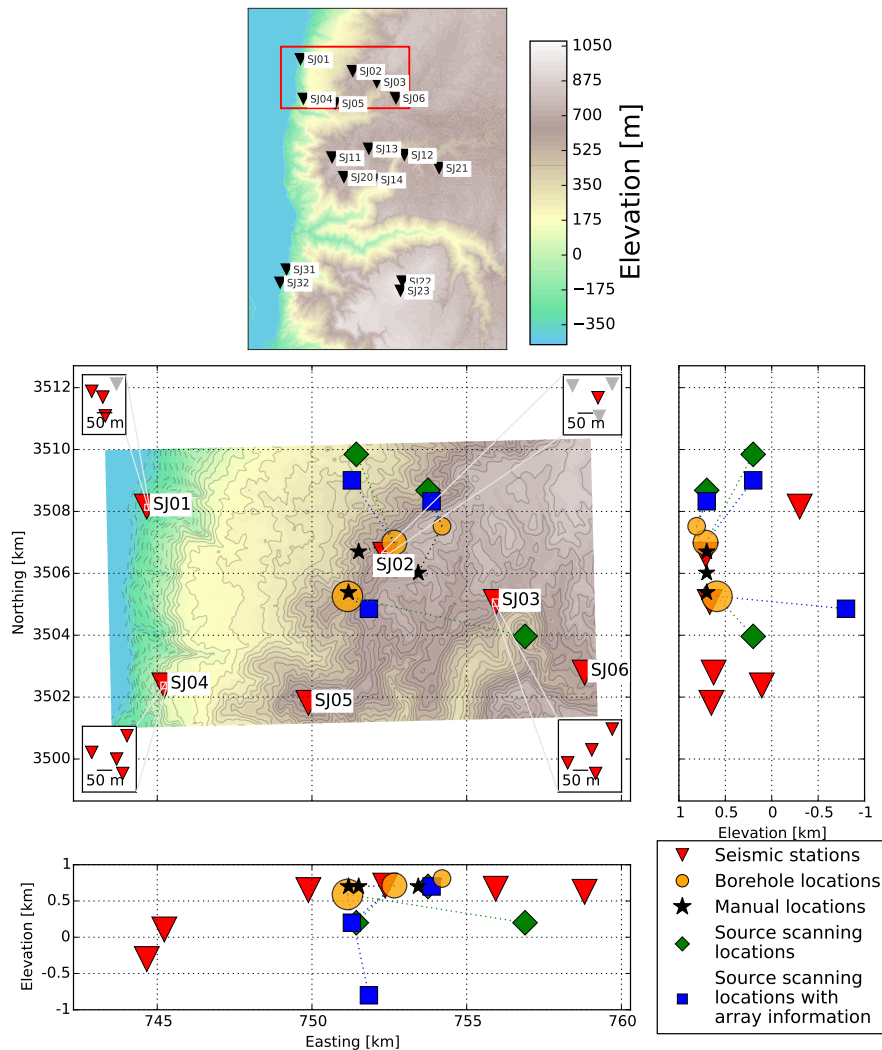 SJ01
SJ02
SJ03
SJ04
SJ05
SJ06
SJ11
SJ13
SJ12
SJ21
SJ20
SJ14
SJ31
SJ32
SJ22
SJ23
1050
875
700
525
350
175
0
−175
−350
Elevation [m]
3512
3510
3508
3506
3504
3502
3500
Northing [km]
50 m
50 m
SJ01
SJ02
SJ03
SJ04
SJ05
SJ06
50 m
50 m
1 0.5 0 -0.5 -1
Elevation [km]
1
0.5
0
-0.5
-1
Elevation [km]
745 750 755 760
Easting [km]
Seismic stations
Borehole locations
Manual locations
Source scanning
locations
Source scanning
locations with
array information